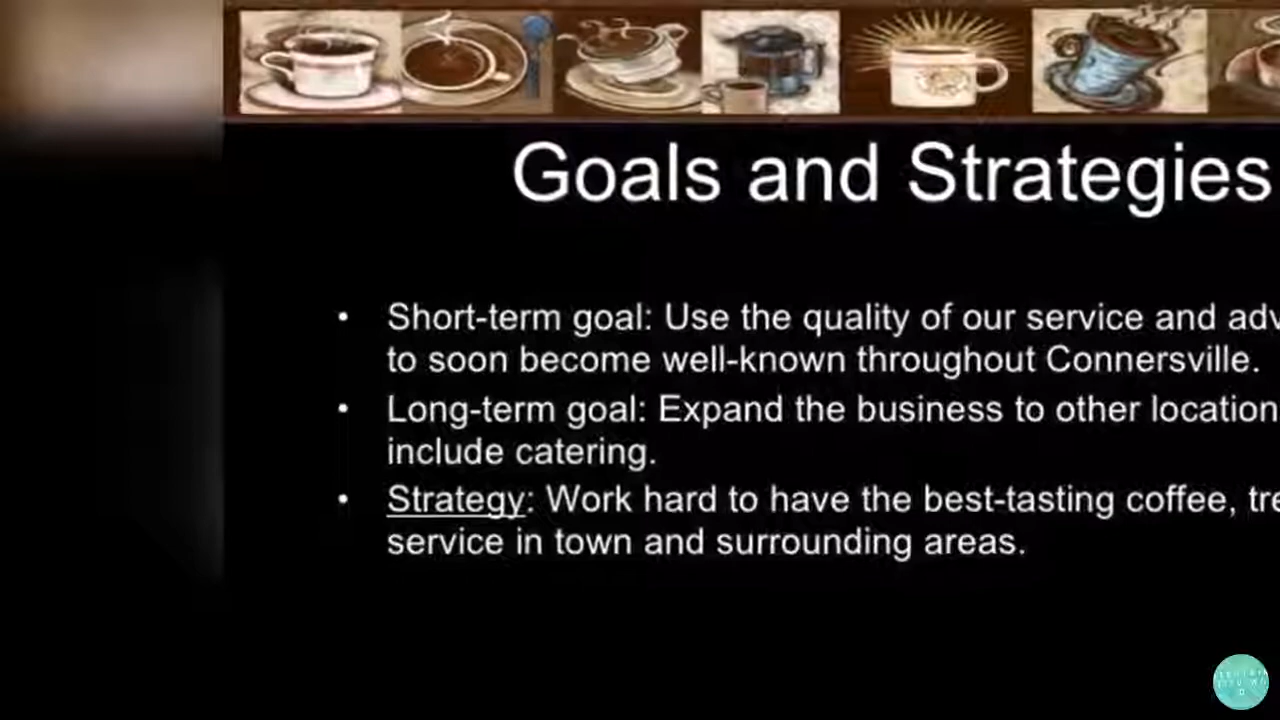 Goals and Strategies
• Short-term goal: Use the quality of our service and
to soon become well-known throughout Connersville.
• Long-term goal: Expand the business to other location
include catering.
• Strategy: Work hard to have the best-tasting coffee,
service in town and surrounding areas.